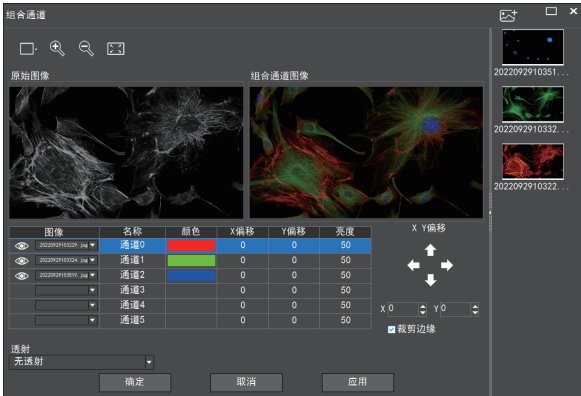 组合通道
原始图像
组合通道图像
2022092910351...
2022092910332...
2022092910322...
图像 名称 颜色 X偏移 Y偏移 亮度
通道0 0 0 50
通道1 0 0 50
通道2 0 0 50
通道3 0 0 50
通道4 0 0 50
通道5 0 0 50
X Y偏移
X 0 Y 0
裁剪边缘
透射
无透射
确定 取消 应用